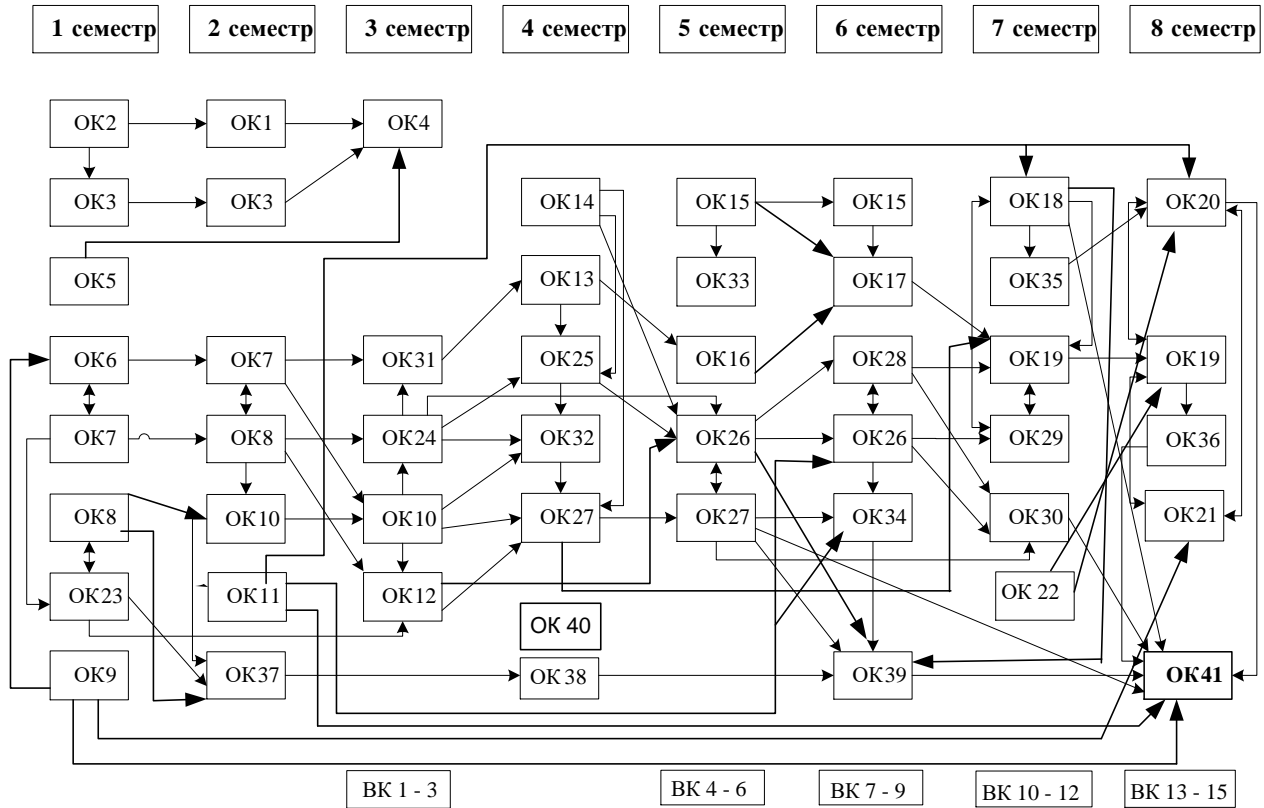 1 семестр
2 семестр
3 семестр
4 семестр
5 семестр
6 семестр
7 семестр
8 семестр
ОК2
ОК1
ОК4
ОК3
ОК3
ОК14
ОК15
ОК15
ОК18
ОК20
ОК5
ОК13
ОК33
ОК17
ОК35
ОК6
ОК7
ОК31
ОК25
ОК16
ОК28
ОК19
ОК19
ОК7
ОК8
ОК24
ОК32
ОК26
ОК26
ОК29
ОК36
ОК8
ОК10
ОК10
ОК27
ОК27
ОК34
ОК30
ОК21
ОК23
ОК11
ОК12
ОК 40
ОК 22
ОК9
ОК37
ОК38
ОК39
ОК41
ВК 1 - 3
ВК 4 - 6
ВК 7 - 9
ВК 10 - 12
ВК 13 - 15